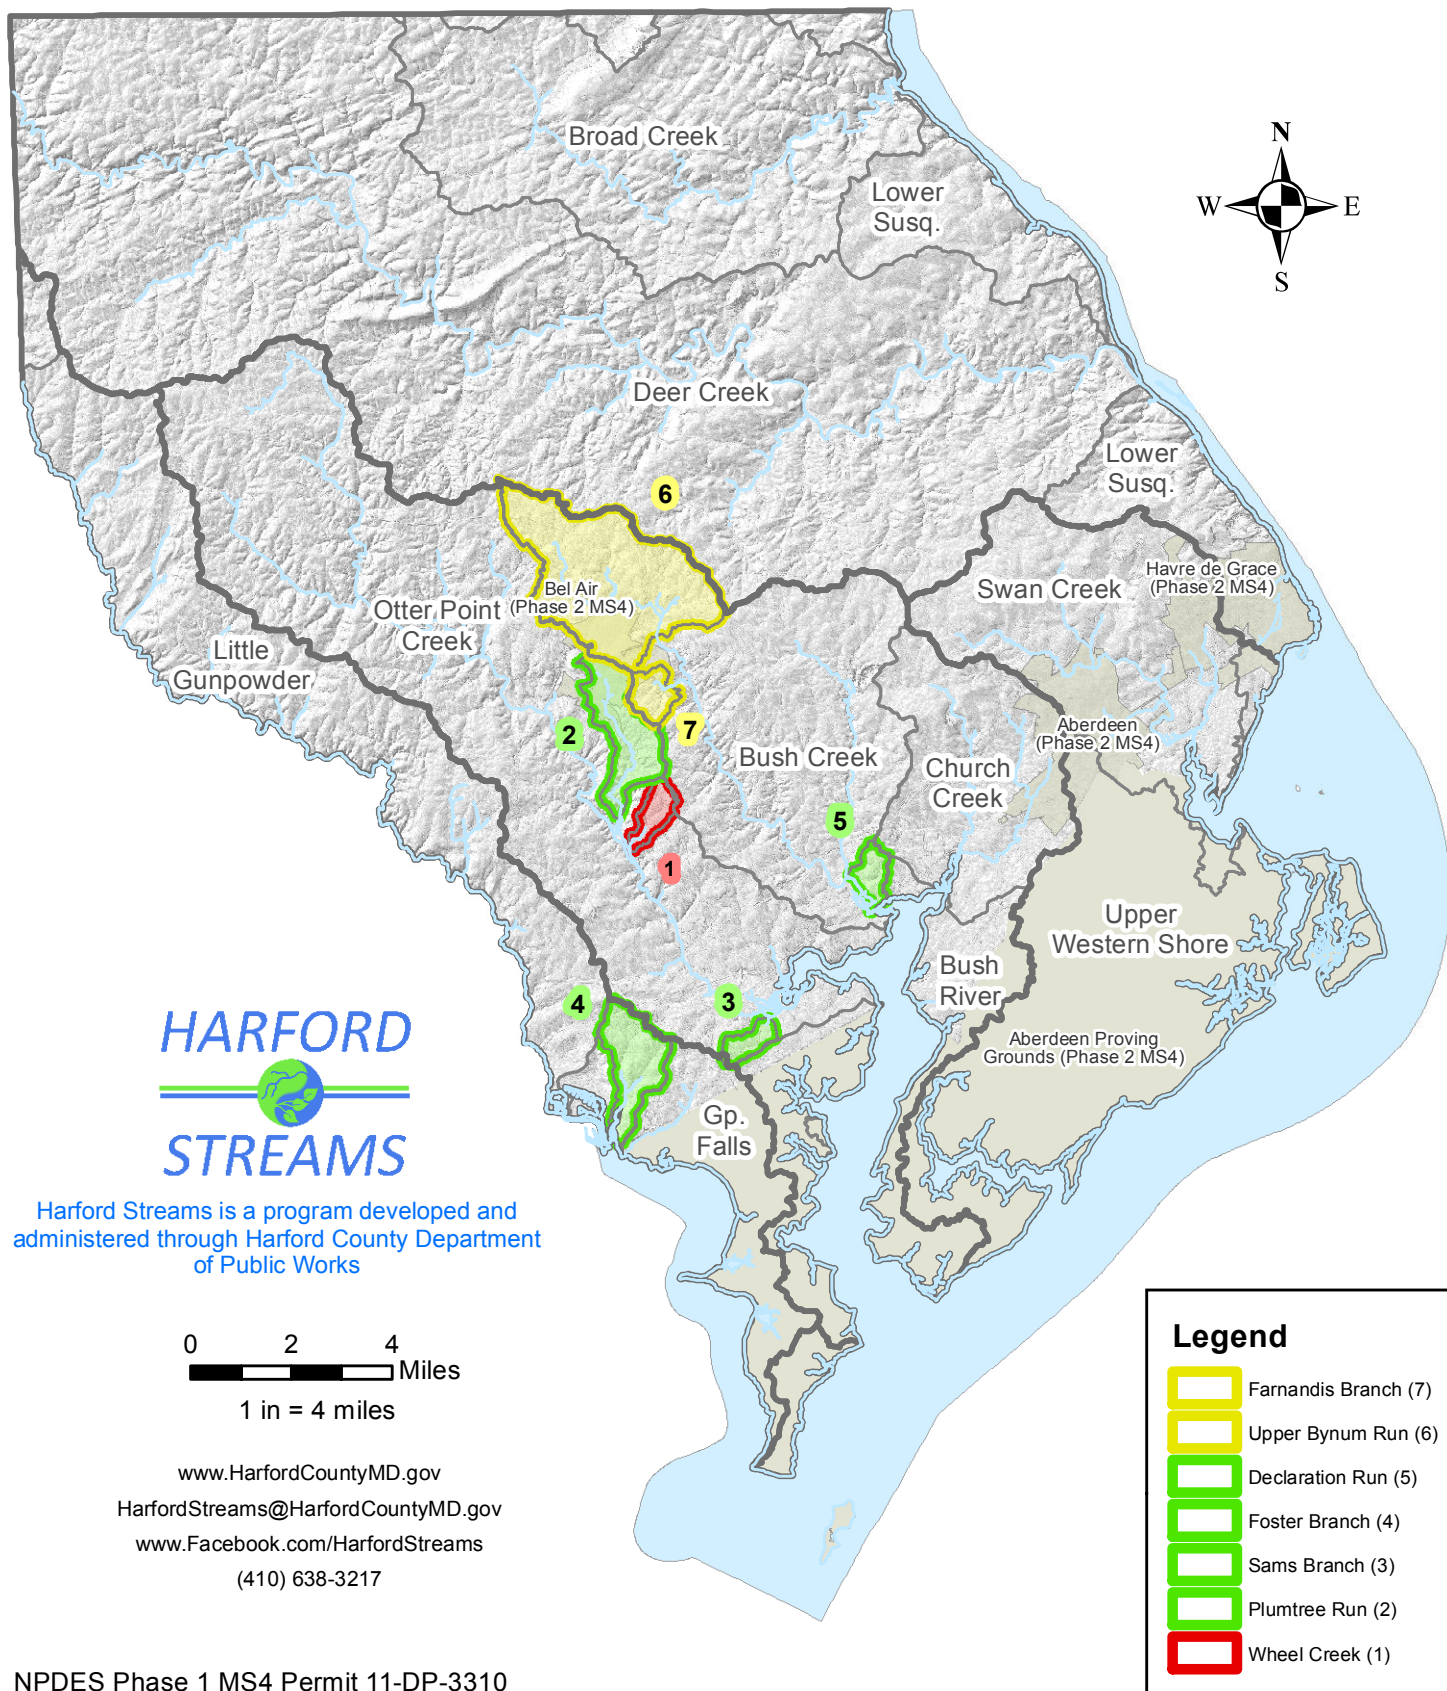 Broad Creek
Lower
Susq.
N
W
E
S
Deer Creek
Lower
Susq.
6
Havre de Grace
(Phase 2 MS4)
Swan Creek
Bel Air
(Phase 2 MS4)
Otter Point
Creek
Little
Gunpowder
2
7
Aberdeen
(Phase 2 MS4)
Bush Creek
Church
Creek
5
1
Upper
Western Shore
Bush
River
4
3
Aberdeen Proving
Grounds (Phase 2 MS4)
Gp.
Falls
HARFORD
STREAMS
Harford Streams is a program developed and
administered through Harford County Department
of Public Works
0 2 4
Miles
1 in = 4 miles
www.HarfordCountyMD.gov
HarfordStreams@HarfordCountyMD.gov
www.Facebook.com/HarfordStreams
(410) 638-3217
NPDES Phase 1 MS4 Permit 11-DP-3310
Legend
Farnandis Branch (7)
Upper Bynum Run (6)
Declaration Run (5)
Foster Branch (4)
Sams Branch (3)
Plumtree Run (2)
Wheel Creek (1)